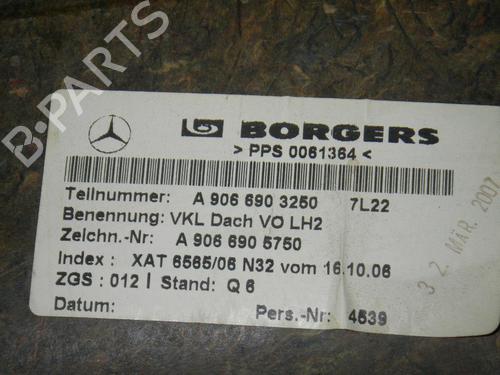 B-PARTS
BORGERS
> PPS 0061364 <
Teilnummer: A 906 690 3250 7L22
Benennung: VKL Dach VO LH2
Zeichn.-Nr: A 906 690 5750
Index : XAT 6565/06 N32 vom 16.10.06
ZGS : 012 I Stand: Q 6
Datum: Pers.-Nr: 4539
3 2. MÄR. 2007